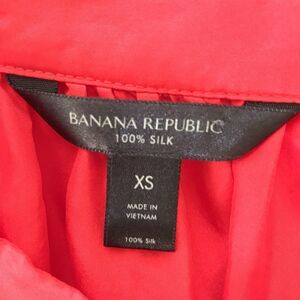 BANANA REPUBLIC
100% SILK
XS
MADE IN
VIETNAM
100% Silk